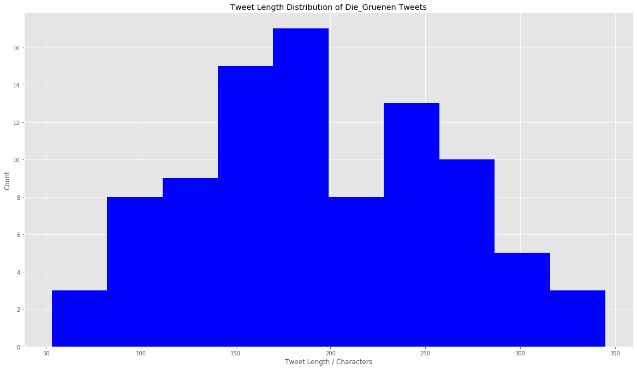 Tweet Length Distribution of Die_Gruenen Tweets
Count
16
14
12
10
8
6
4
2
0
50 100 150 200 250 300 350
Tweet Length / Characters